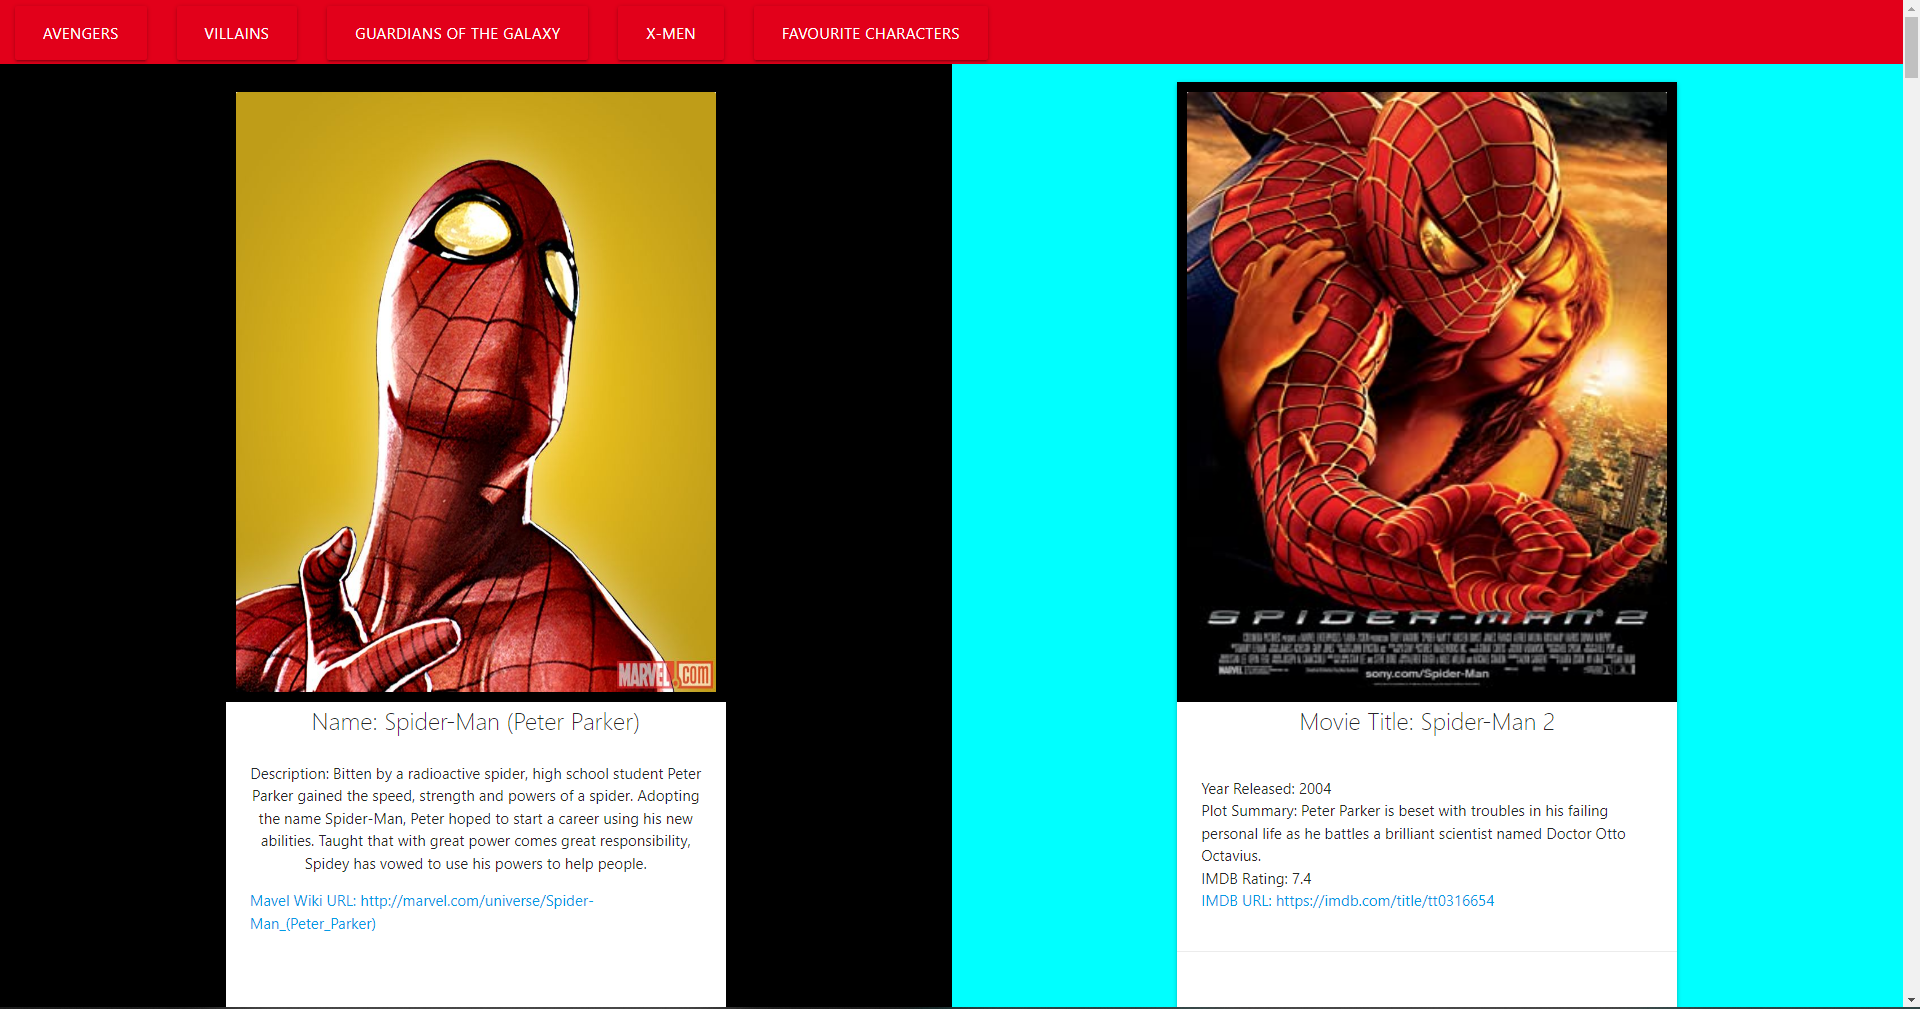 AVENGERS
VILLAINS
GUARDIANS OF THE GALAXY
X-MEN
FAVOURITE CHARACTERS
MARVEL.com
Name: Spider-Man (Peter Parker)
Description: Bitten by a radioactive spider, high school student Peter
Parker gained the speed, strength and powers of a spider. Adopting
the name Spider-Man, Peter hoped to start a career using his new
abilities. Taught that with great power comes great responsibility,
Spidey has vowed to use his powers to help people.
Mavel Wiki URL: http://marvel.com/universe/Spider-
Man_(Peter_Parker)
SPIDER-MAN 2
MARVEL
sony.com/Spider-Man
Movie Title: Spider-Man 2
Year Released: 2004
Plot Summary: Peter Parker is beset with troubles in his failing
personal life as he battles a brilliant scientist named Doctor Otto
Octavius.
IMDB Rating: 7.4
IMDB URL: https://imdb.com/title/tt0316654